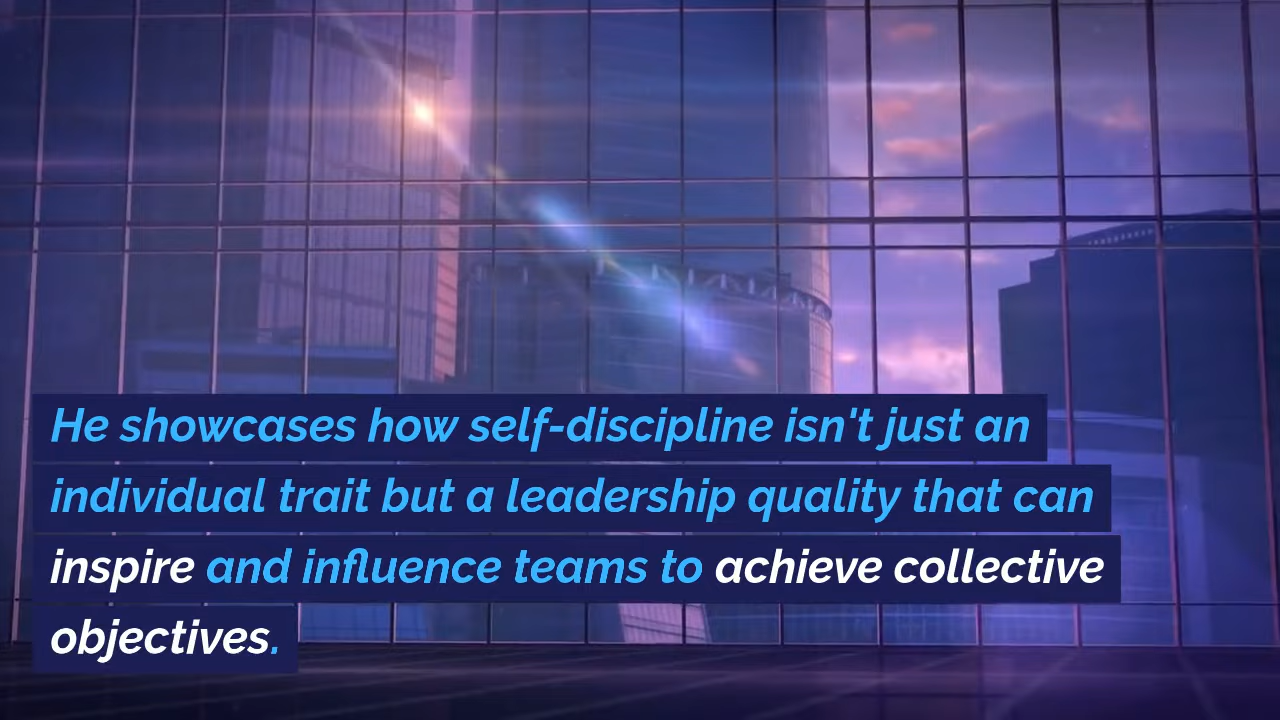 He showcases how self-discipline isn't just an
individual trait but a leadership quality that can
inspire and influence teams to achieve collective
objectives.